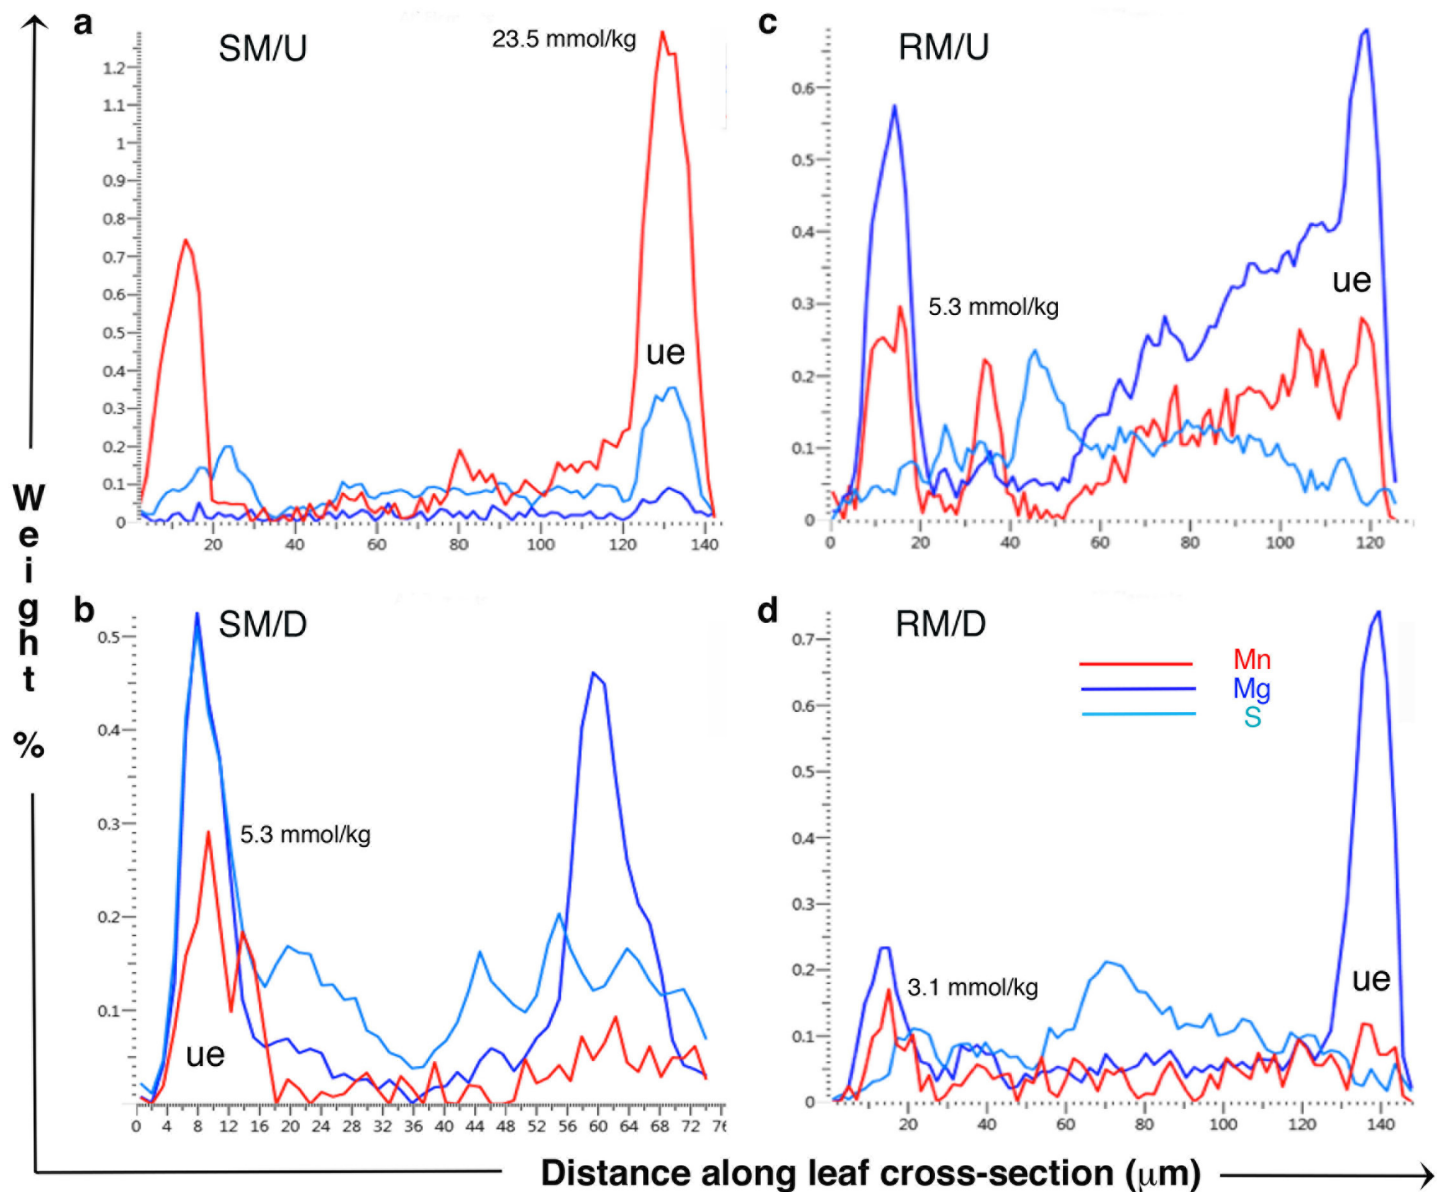 a
SM/U
23.5 mmol/kg
ue
1.2
1.1
1
0.9
0.8
0.7
0.6
0.5
0.4
0.3
0.2
0.1
0
20 40 60 80 100 120 140
c
RM/U
5.3 mmol/kg
ue
0.6
0.5
0.4
0.3
0.2
0.1
0
0 20 40 60 80 100 120
Weight %
b
SM/D
5.3 mmol/kg
ue
0.5
0.4
0.3
0.2
0.1
0 4 8 12 16 20 24 28 32 36 40 44 48 52 56 60 64 68 72 76
d
RM/D
Mn
Mg
S
3.1 mmol/kg
ue
0.7
0.6
0.5
0.4
0.3
0.2
0.1
0
20 40 60 80 100 120 140
Distance along leaf cross-section (μm)